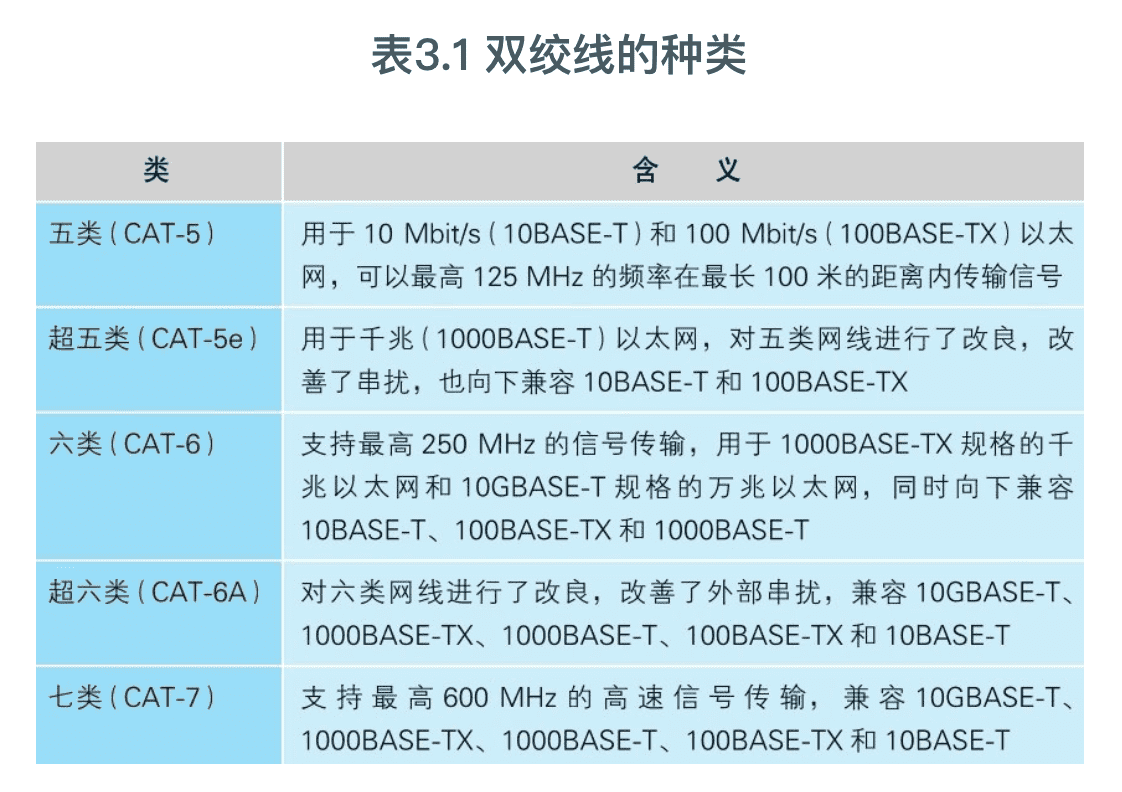 表3.1 双绞线的种类
类
含 义
五类(CAT-5)
用于 10 Mbit/s(10BASE-T)和 100 Mbit/s(100BASE-TX)以太
网，可以最高 125 MHz 的频率在最长 100 米的距离内传输信号
超五类(CAT-5e)
用于千兆(1000BASE-T)以太网，对五类网线进行了改良，改
善了串扰，也向下兼容 10BASE-T 和 100BASE-TX
六类(CAT-6)
支持最高 250 MHz 的信号传输，用于 1000BASE-TX 规格的千
兆以太网和 10GBASE-T 规格的万兆以太网，同时向下兼容
10BASE-T、100BASE-TX 和 1000BASE-T
超六类(CAT-6A)
对六类网线进行了改良，改善了外部串扰，兼容 10GBASE-T、
1000BASE-TX、1000BASE-T、100BASE-TX 和 10BASE-T
七类(CAT-7)
支持最高 600 MHz 的高速信号传输，兼容 10GBASE-T、
1000BASE-TX、1000BASE-T、100BASE-TX 和 10BASE-T